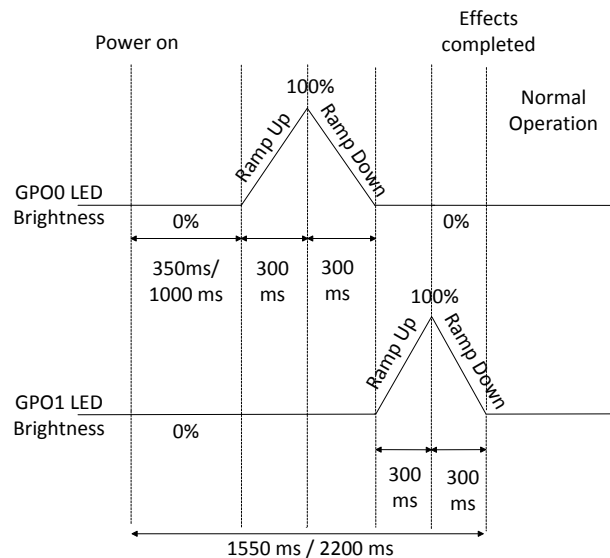 Power on
Effects
completed
100%
Normal
Operation
Ramp Up
Ramp Down
GPO0 LED
Brightness
0%
0%
350ms/
1000 ms
300
ms
300
ms
100%
Ramp Up
Ramp Down
GPO1 LED
Brightness
0%
300
ms
300
ms
1550 ms / 2200 ms